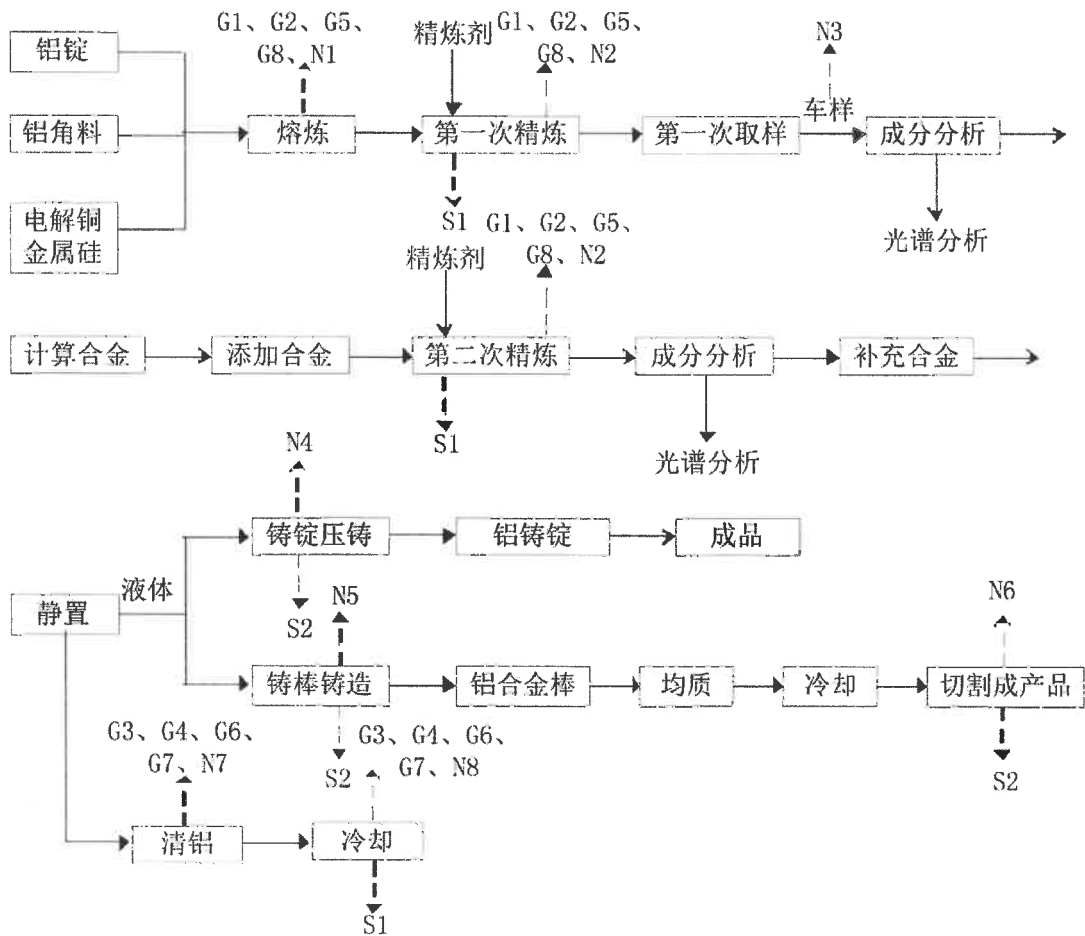 G1、G2、G5、
G8、N1
精炼剂
G1、G2、G5、
G8、N2
N3
铝锭
铝角料
电解铜
金属硅
熔炼
第一次精炼
第一次取样
车样
成分分析
S1
光谱分析
精炼剂
G1、G2、G5、
G8、N2
计算合金
添加合金
第二次精炼
成分分析
补充合金
S1
光谱分析
N4
铸锭压铸
铝铸锭
成品
静置
液体
S2
N5
N6
铸棒铸造
铝合金棒
均质
冷却
切割成产品
G3、G4、G6、
G7、N7
S2
G3、G4、G6、
G7、N8
S2
清铝
冷却
S1